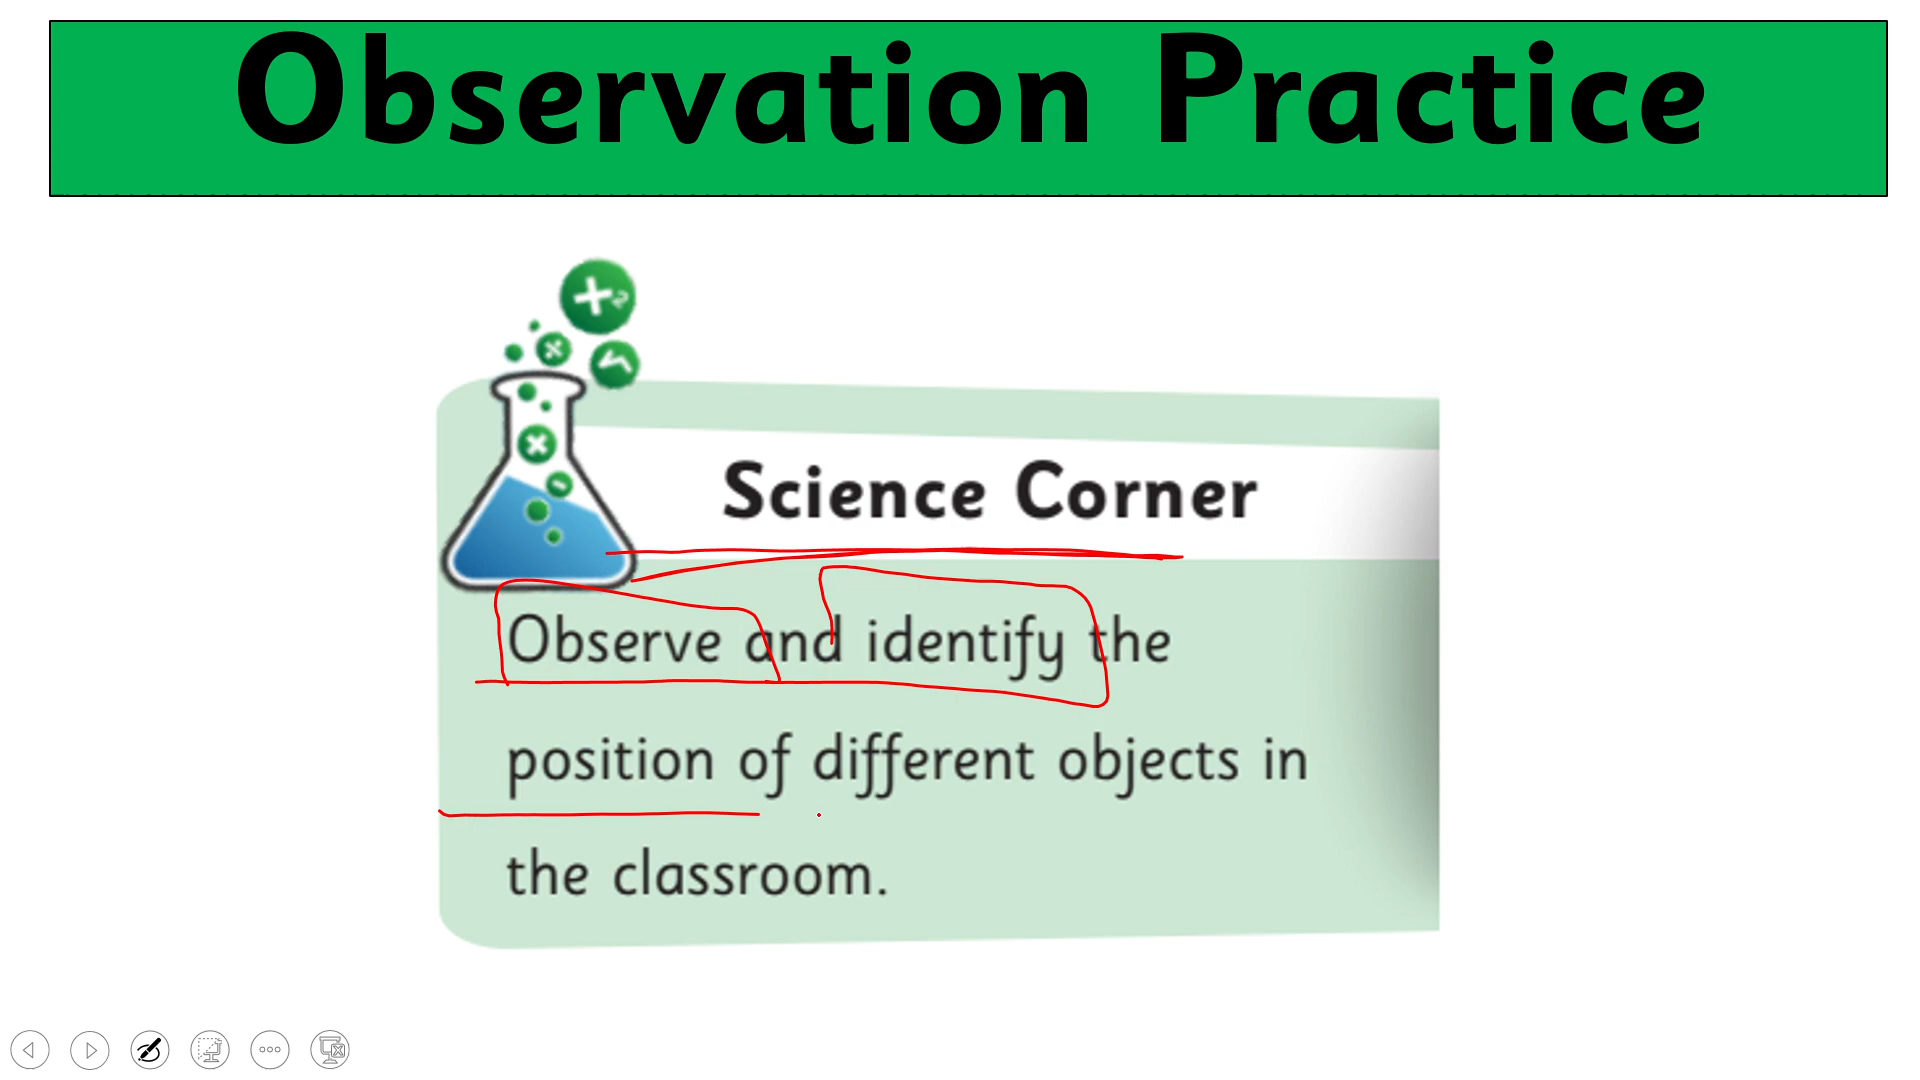 Observation Practice
Science Corner
Observe and identify the
position of different objects in
the classroom.